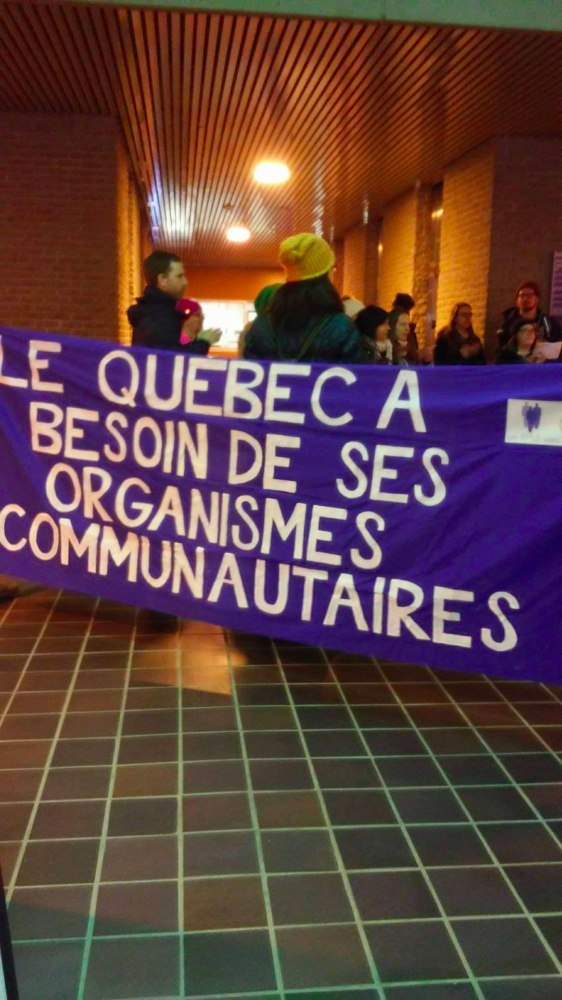 LE QUEBEC A
BESOIN DE SES
ORGANISMES
COMMUNAUTAIRES